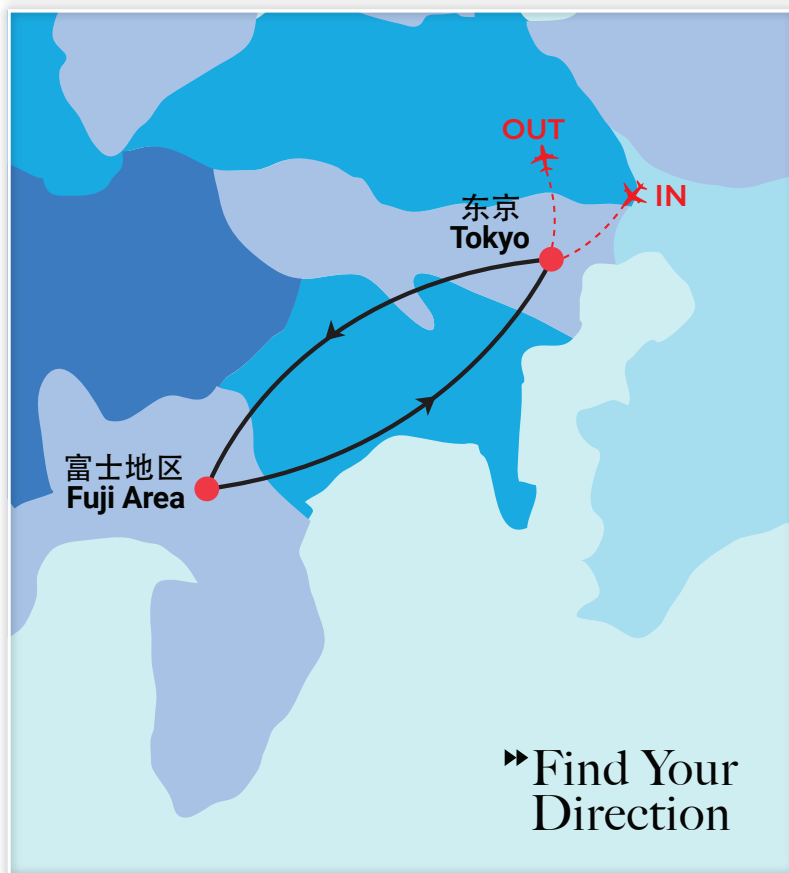 OUT
IN
东京
Tokyo
富士地区
Fuji Area
Find Your
Direction